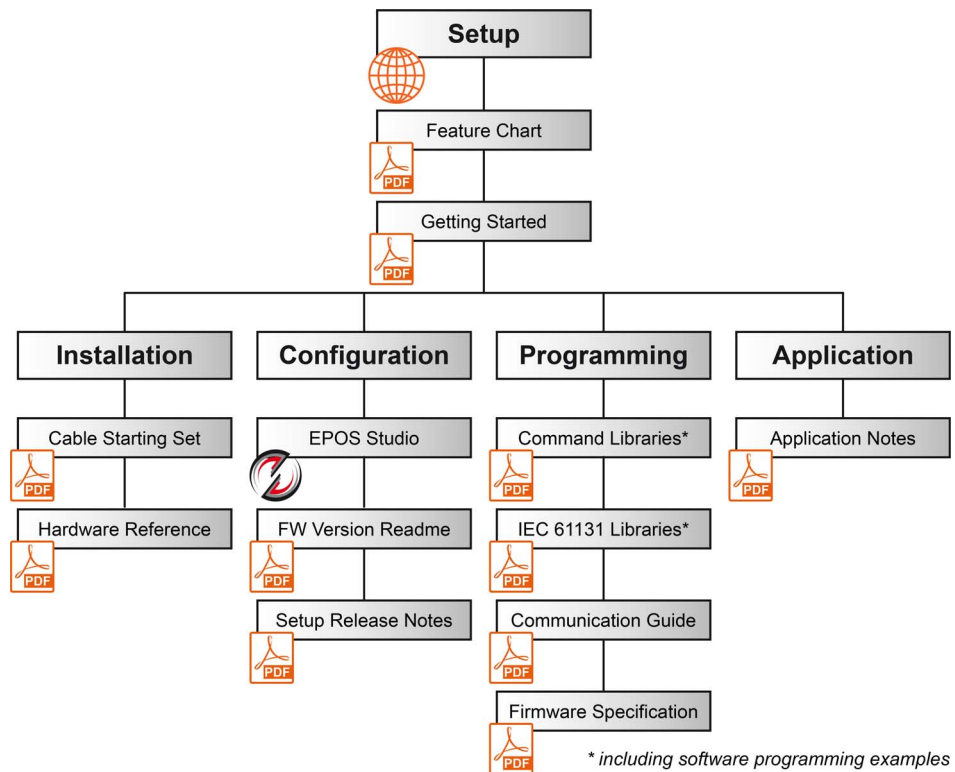 Setup
Feature Chart
PDF
Getting Started
PDF
Installation
Configuration
Programming
Application
Cable Starting Set
PDF
EPOS Studio
Command Libraries*
PDF
Application Notes
PDF
Hardware Reference
PDF
FW Version Readme
PDF
IEC 61131 Libraries*
PDF
Setup Release Notes
PDF
Communication Guide
PDF
Firmware Specification
PDF
* including software programming examples